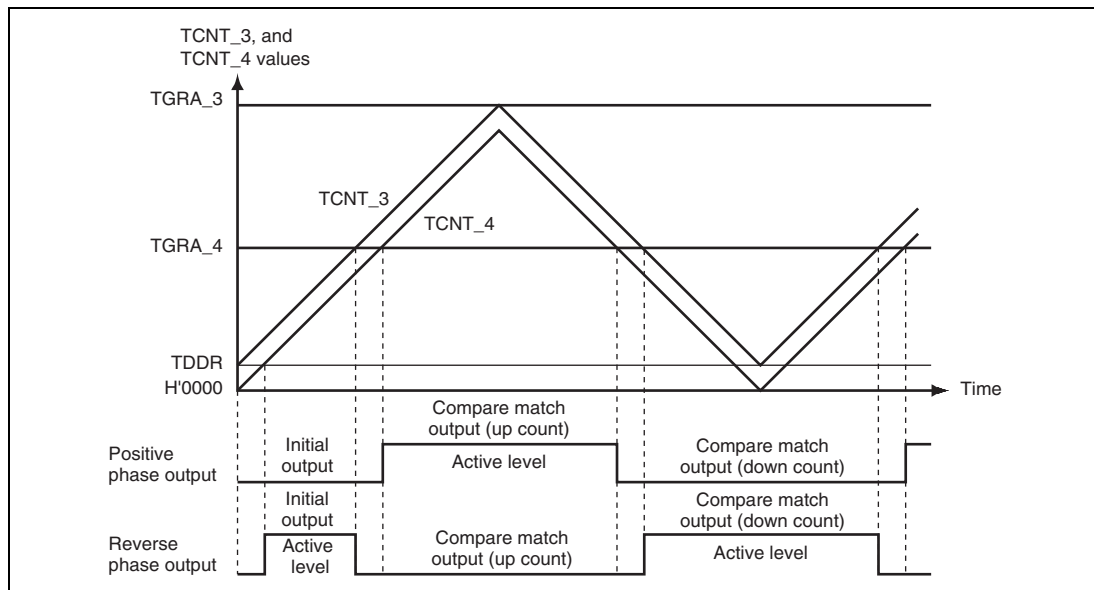 TCNT_3, and
TCNT_4 values
TGRA_3
TCNT_3
TCNT_4
TGRA_4
TDDR
H'0000
Time
Compare match
output (up count)
Positive
phase output
Initial
output
Active level
Compare match
output (down count)
Initial
output
Compare match
output (down count)
Reverse
phase output
Active
level
Compare match
output (up count)
Active level